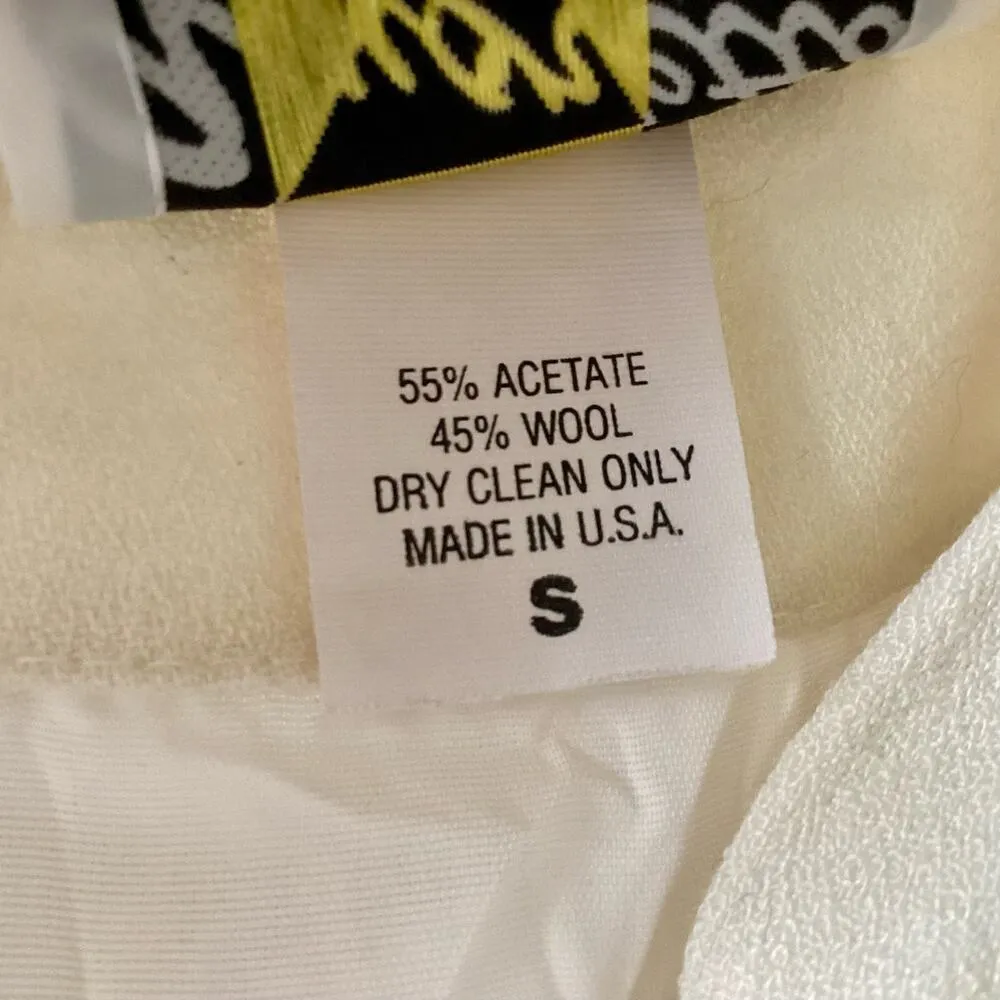 55% ACETATE
45% WOOL
DRY CLEAN ONLY
MADE IN U.S.A.
S